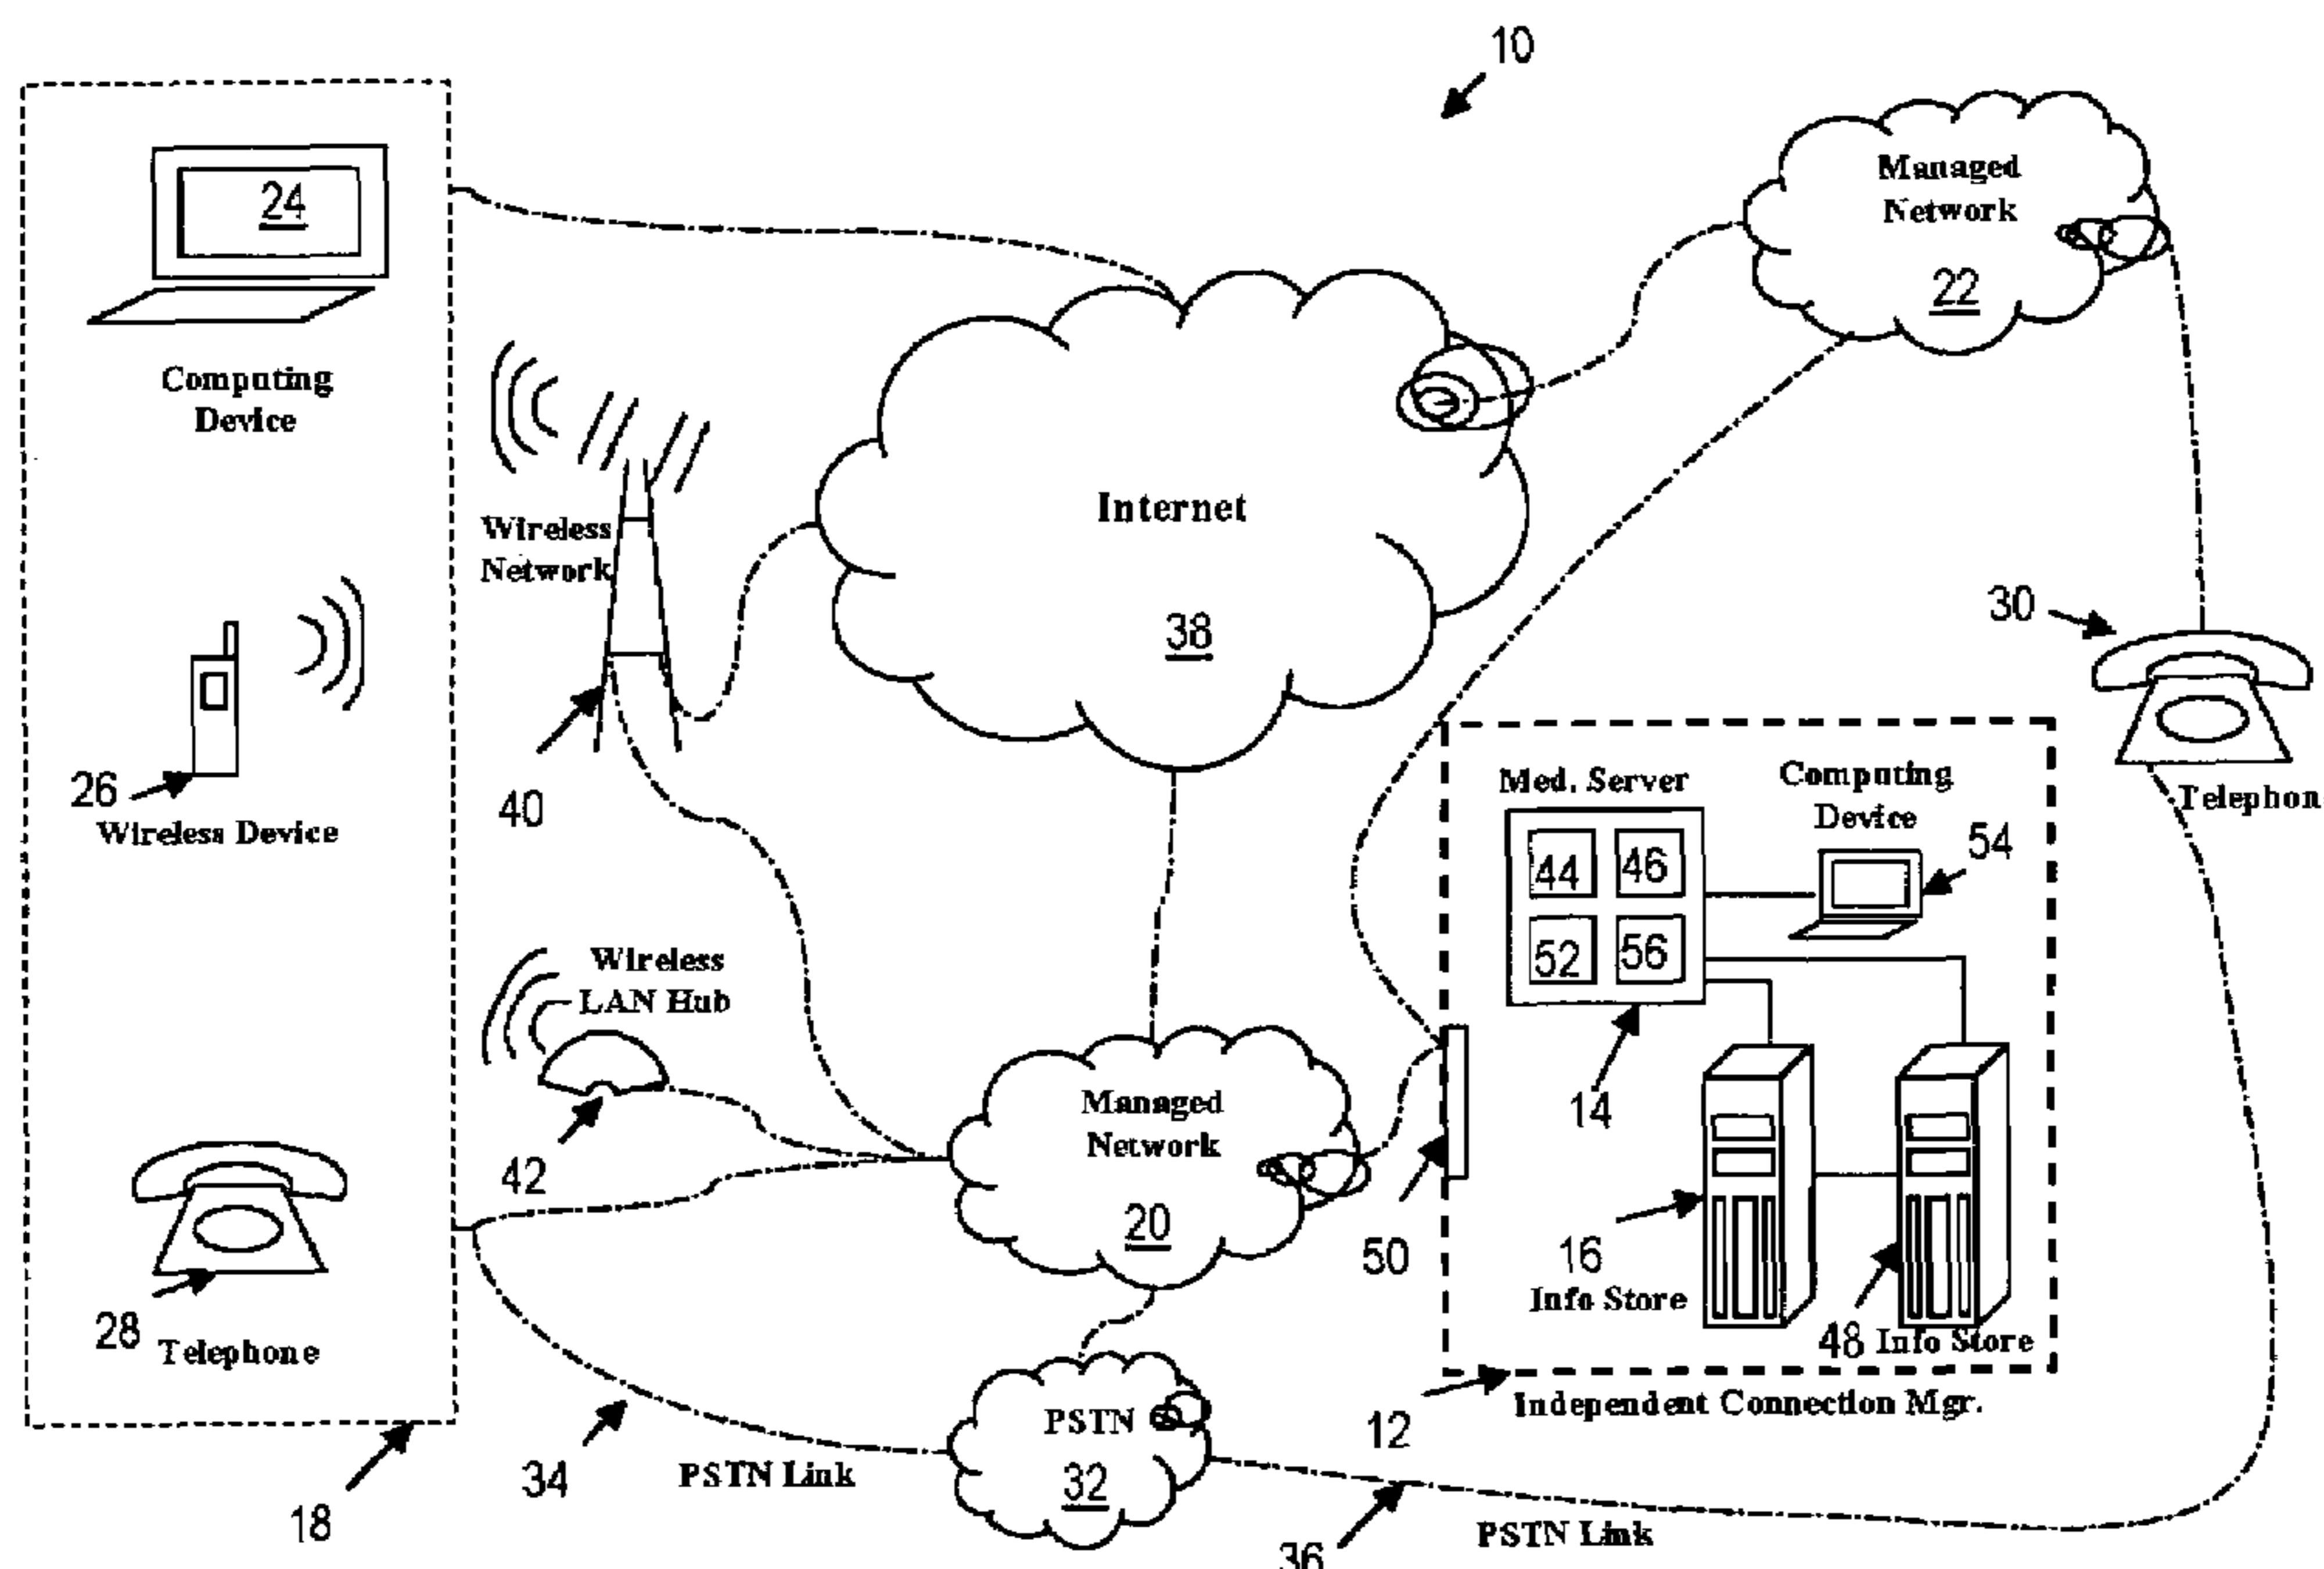 10
24
Computing
Device
Managed
Network
22
Wireless
Network
Internet
38
40
26
Wireless Device
30
Telephon
Med. Server
Computing
Device
54
44
46
52
56
14
Wireless
LAN Hub
42
Managed
Network
20
50
16
Info Store
48 Info Store
28 Telephone
12
Independent Connection Mgr.
PSTN
32
18
34
PSTN Link
36
PSTN Link